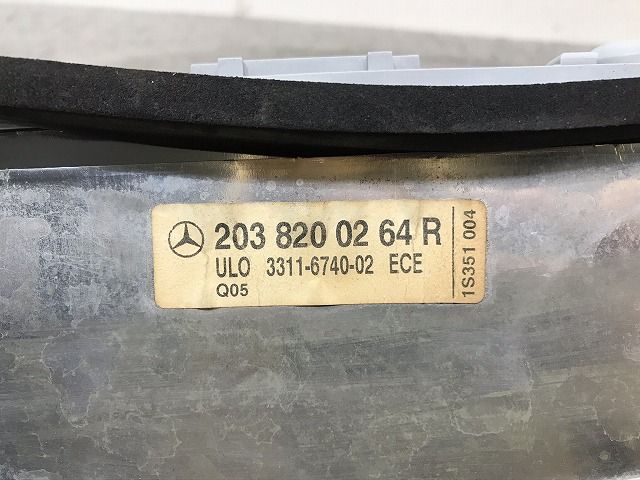 203 820 02 64 R
ULO 3311-6740-02 ECE
Q05
1S351 004